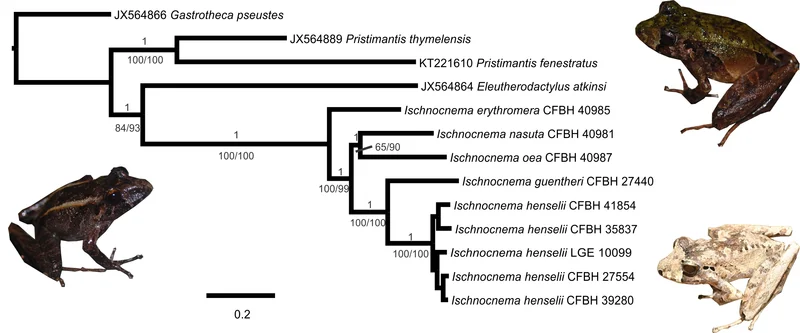 JX564866 Gastrotheca pseustes
1
JX564889 Pristimantis thymelensis
100/100
KT221610 Pristimantis fenestratus
JX564864 Eleutherodactylus atkinsi
1
84/93
Ischnocnema erythromera CFBH 40985
1
100/100
Ischnocnema nasuta CFBH 40981
1
65/90
Ischnocnema oea CFBH 40987
1
100/99
Ischnocnema guentheri CFBH 27440
1
100/100
Ischnocnema henselii CFBH 41854
Ischnocnema henselii CFBH 35837
1
100/100
Ischnocnema henselii LGE 10099
Ischnocnema henselii CFBH 27554
Ischnocnema henselii CFBH 39280
0.2